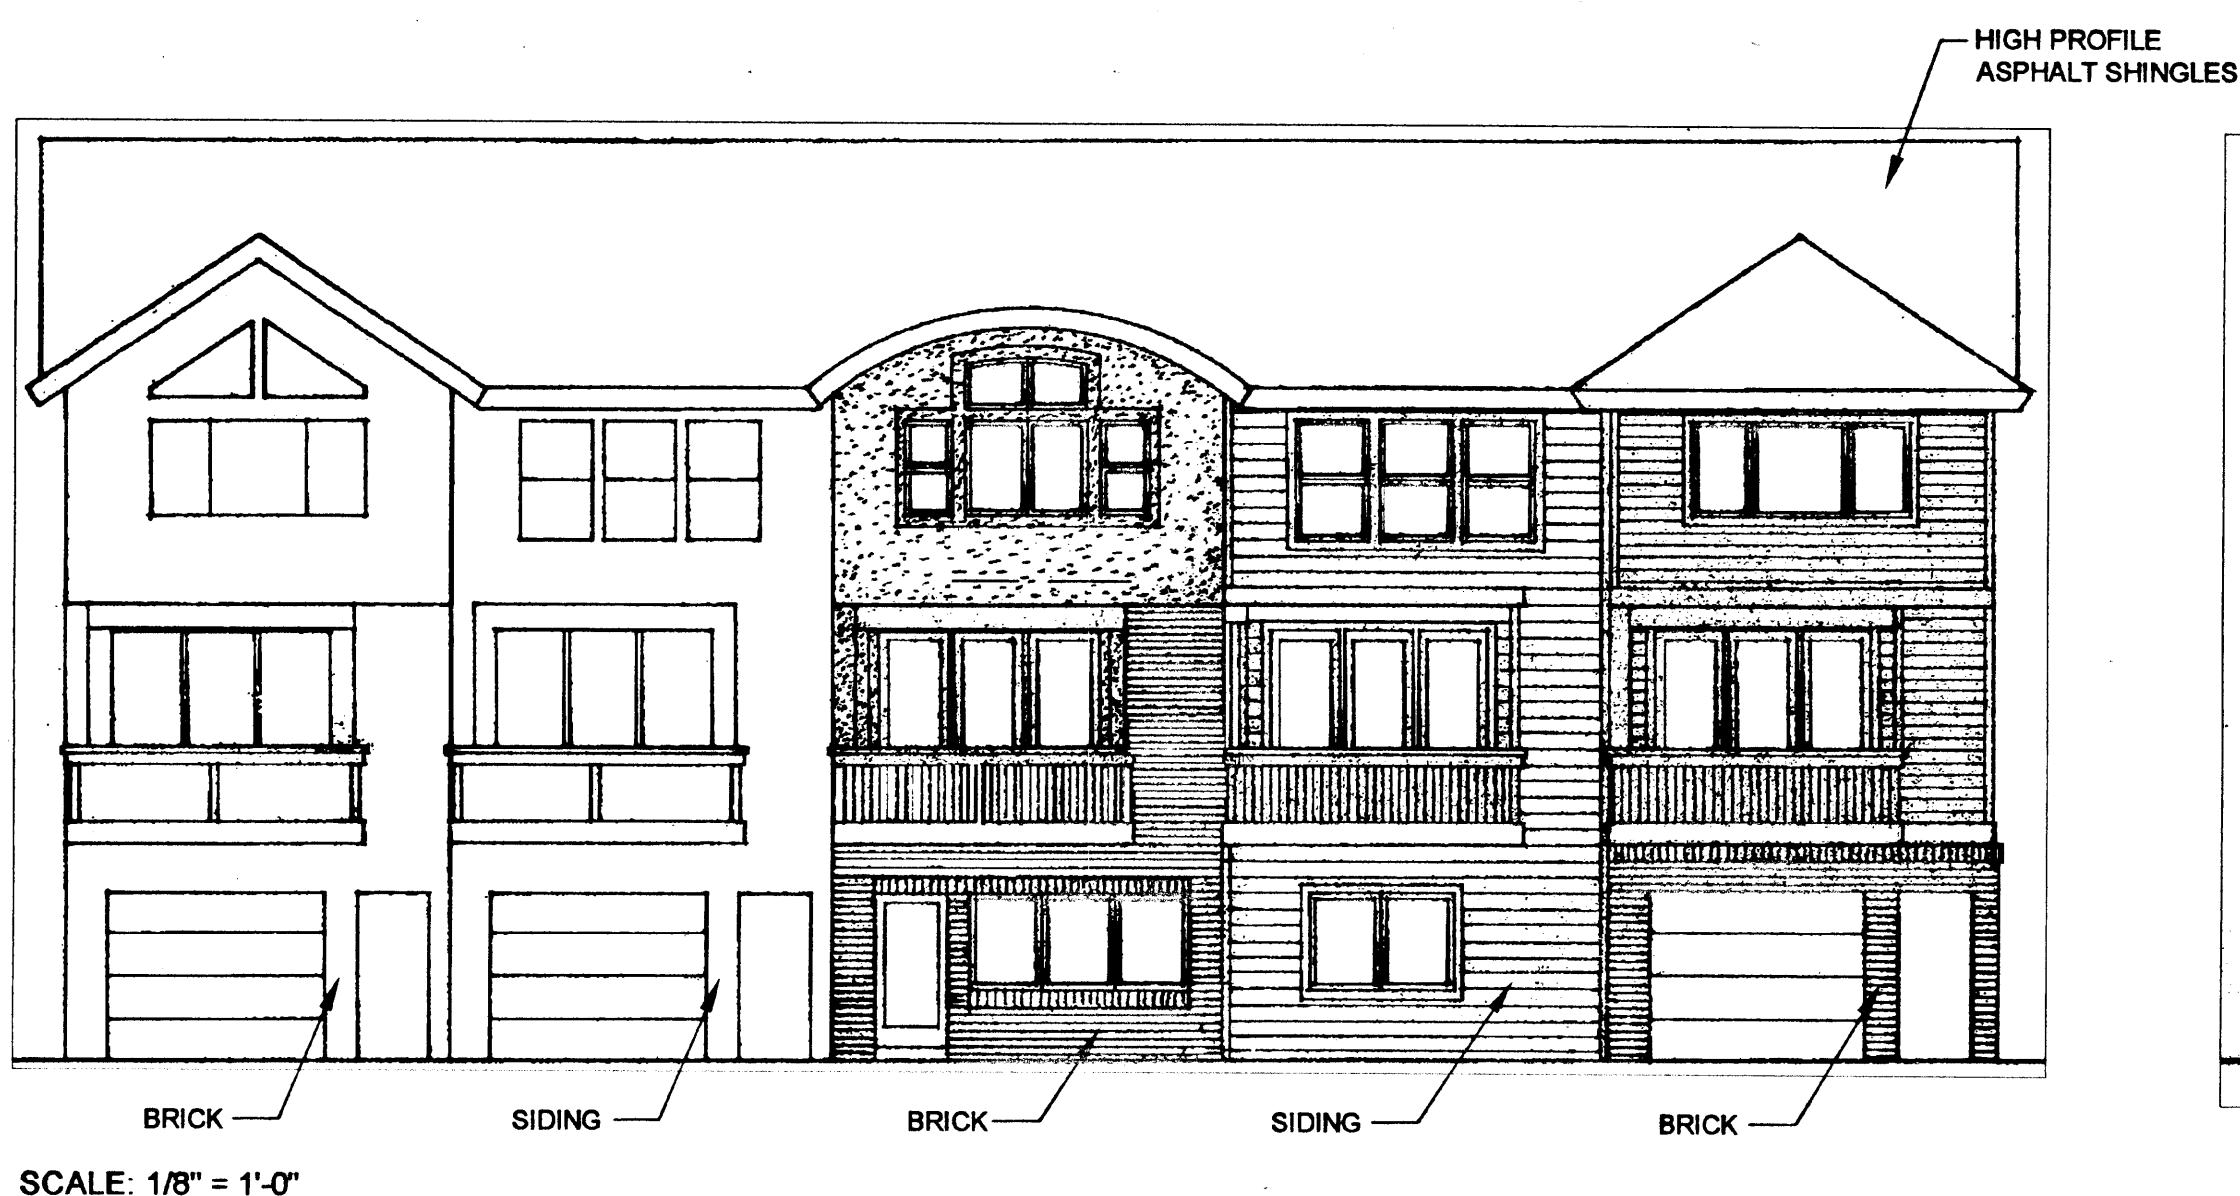 HIGH PROFILE
ASPHALT SHINGLES
BRICK
SIDING
BRICK
SIDING
BRICK
SCALE: 1/8" = 1'-0"